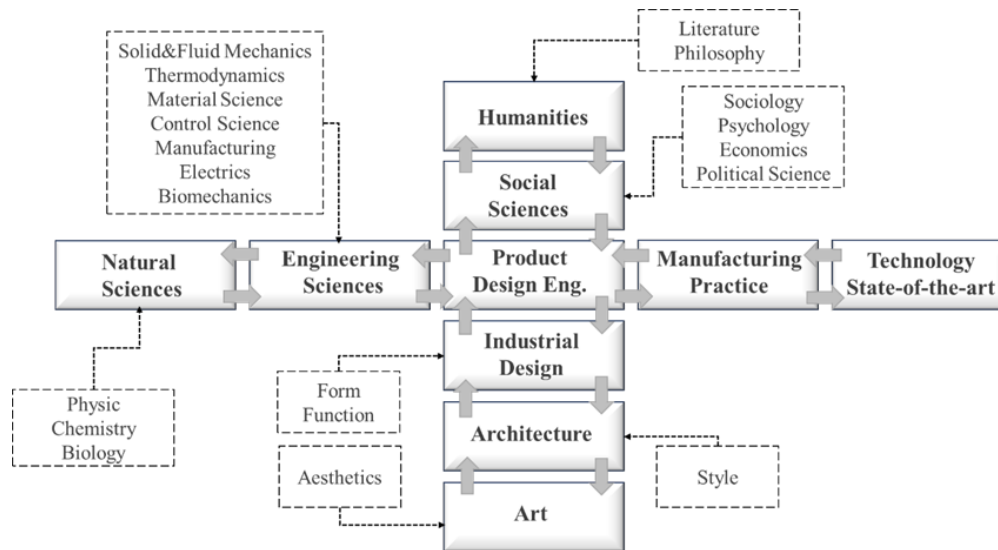 Literature
Philosophy
Solid&Fluid Mechanics
Thermodynamics
Material Science
Control Science
Manufacturing
Electrics
Biomechanics
Humanities
Sociology
Psychology
Economics
Political Science
Social
Sciences
Natural
Sciences
Engineering
Sciences
Product
Design Eng.
Manufacturing
Practice
Technology
State-of-the-art
Industrial
Design
Form
Function
Physic
Chemistry
Biology
Architecture
Aesthetics
Style
Art